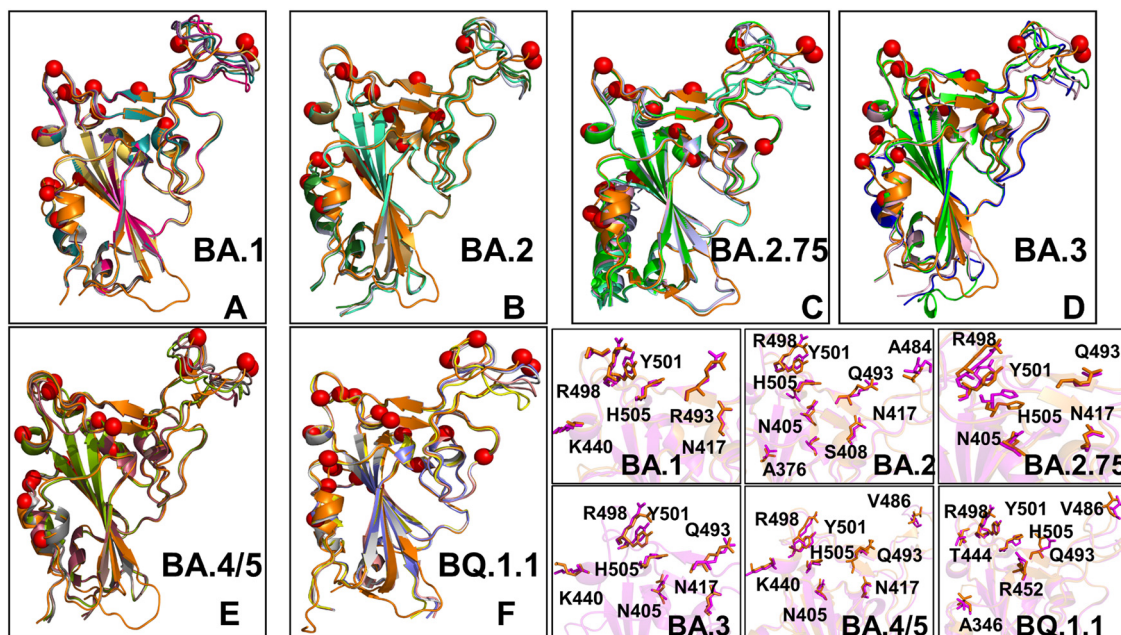 BA.1
A
BA.2
B
BA.2.75
C
BA.3
D
BA.4/5
E
BQ.1.1
F
R498
Y501
H505
R493
K440
N417
BA.1
R498
Y501
A484
H505
Q493
N405
N417
S408
A376
BA.2
R498
Q493
Y501
H505
N417
N405
BA.2.75
R498
Y501
Q493
H505
K440
N417
N405
BA.3
V486
R498
Y501
H505
Q493
K440
N405
N417
BA.4/5
V486
R498
Y501
H505
T444
Q493
R452
A346
BQ.1.1